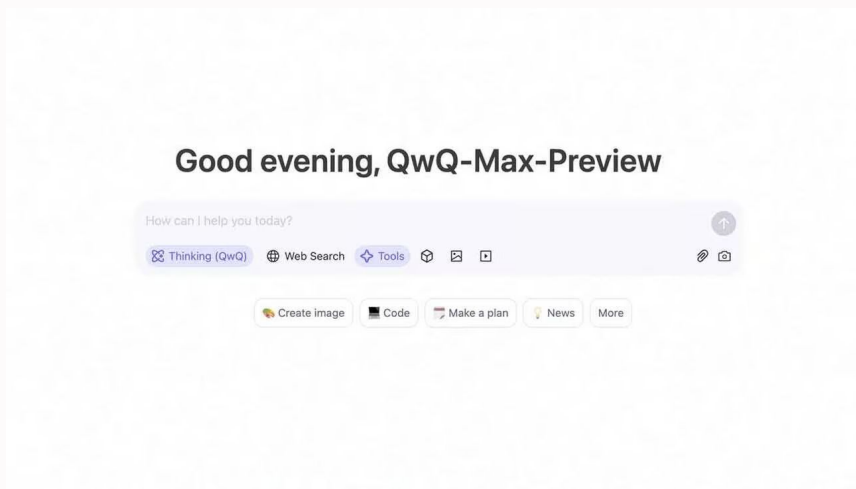 Good evening, QwQ-Max-Preview
How can I help you today?
Thinking (QwQ) Web Search Tools
Create image Code Make a plan News More